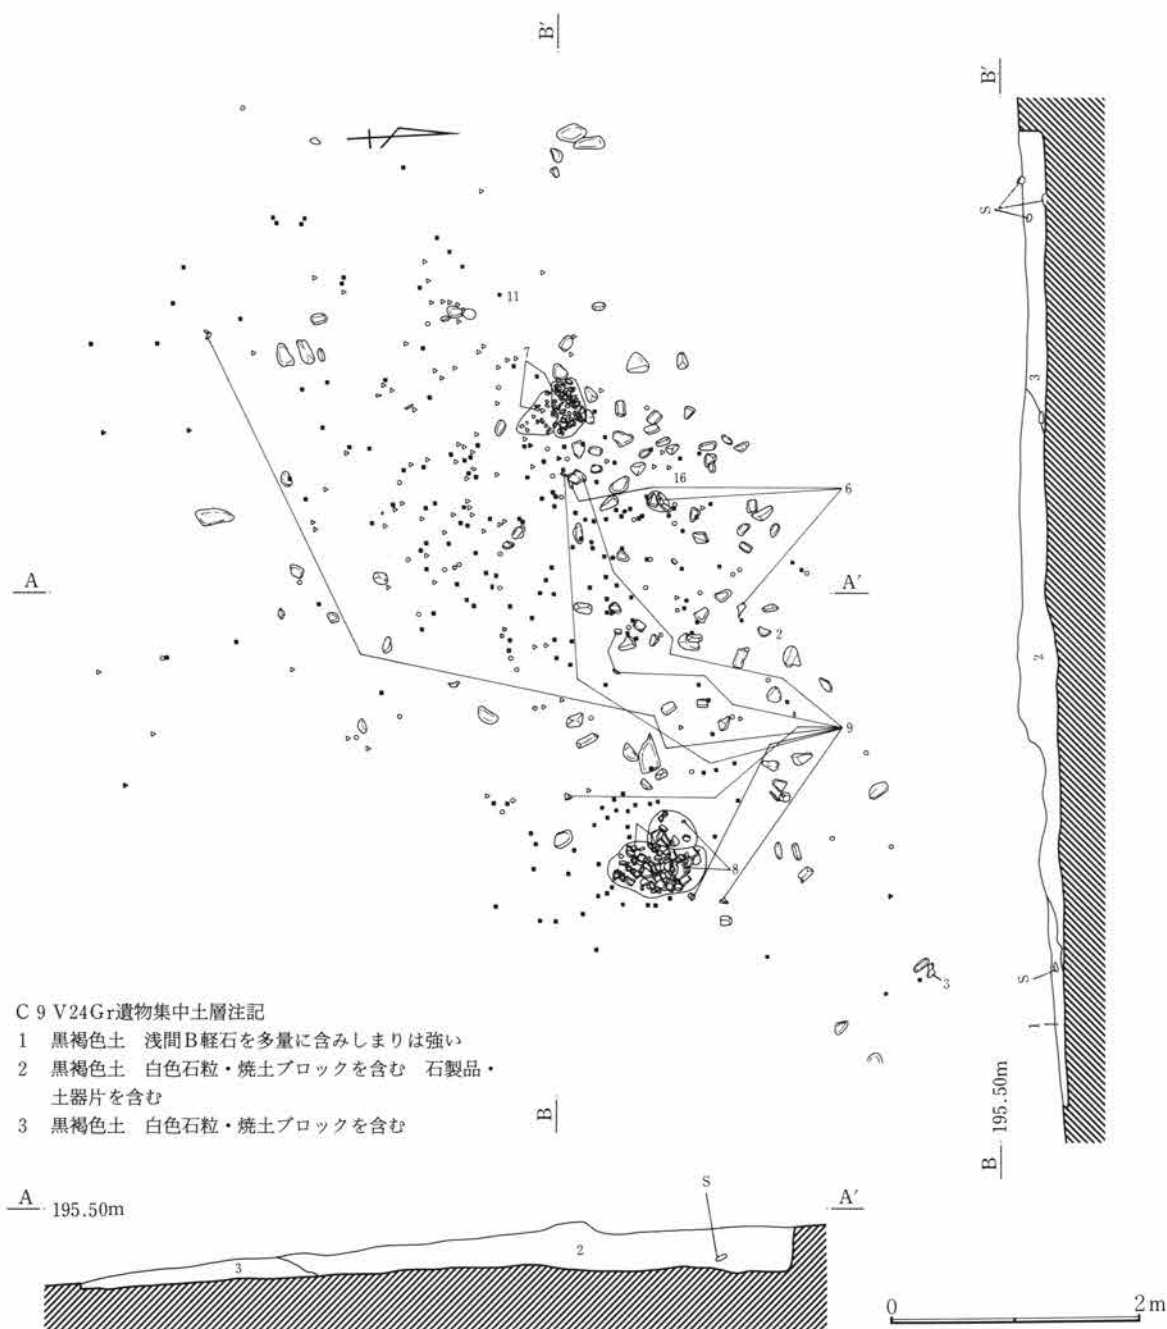 B′
B′
S
11
7
3
16
6
A
A′
2
2
9
8
3
S
1
C9V24Gr遺物集中土層注記
1 黒褐色土 浅間B軽石を多量に含みしまりは強い
2 黒褐色土 白色石粒・焼土ブロックを含む 石製品・
土器片を含む
3 黒褐色土 白色石粒・焼土ブロックを含む
B
B 195.50m
A 195.50m
S
A′
2
3
0 2m